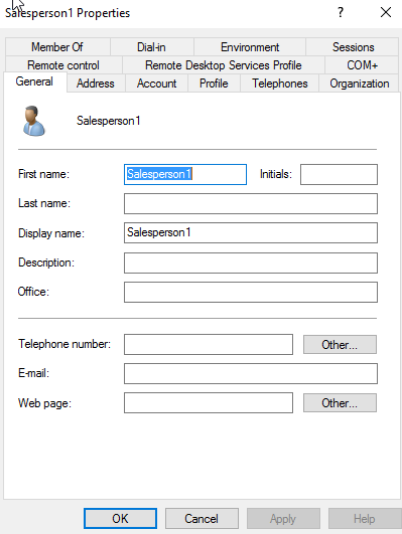 Salesperson1 Properties
?
Member Of Dial-in Environment Sessions
Remote control Remote Desktop Services Profile COM+
General Address Account Profile Telephones Organization
Salesperson1
First name: Salesperson1 Initials:
Last name:
Display name: Salesperson1
Description:
Office:
Telephone number: Other...
E-mail:
Web page: Other...
OK Cancel Apply Help